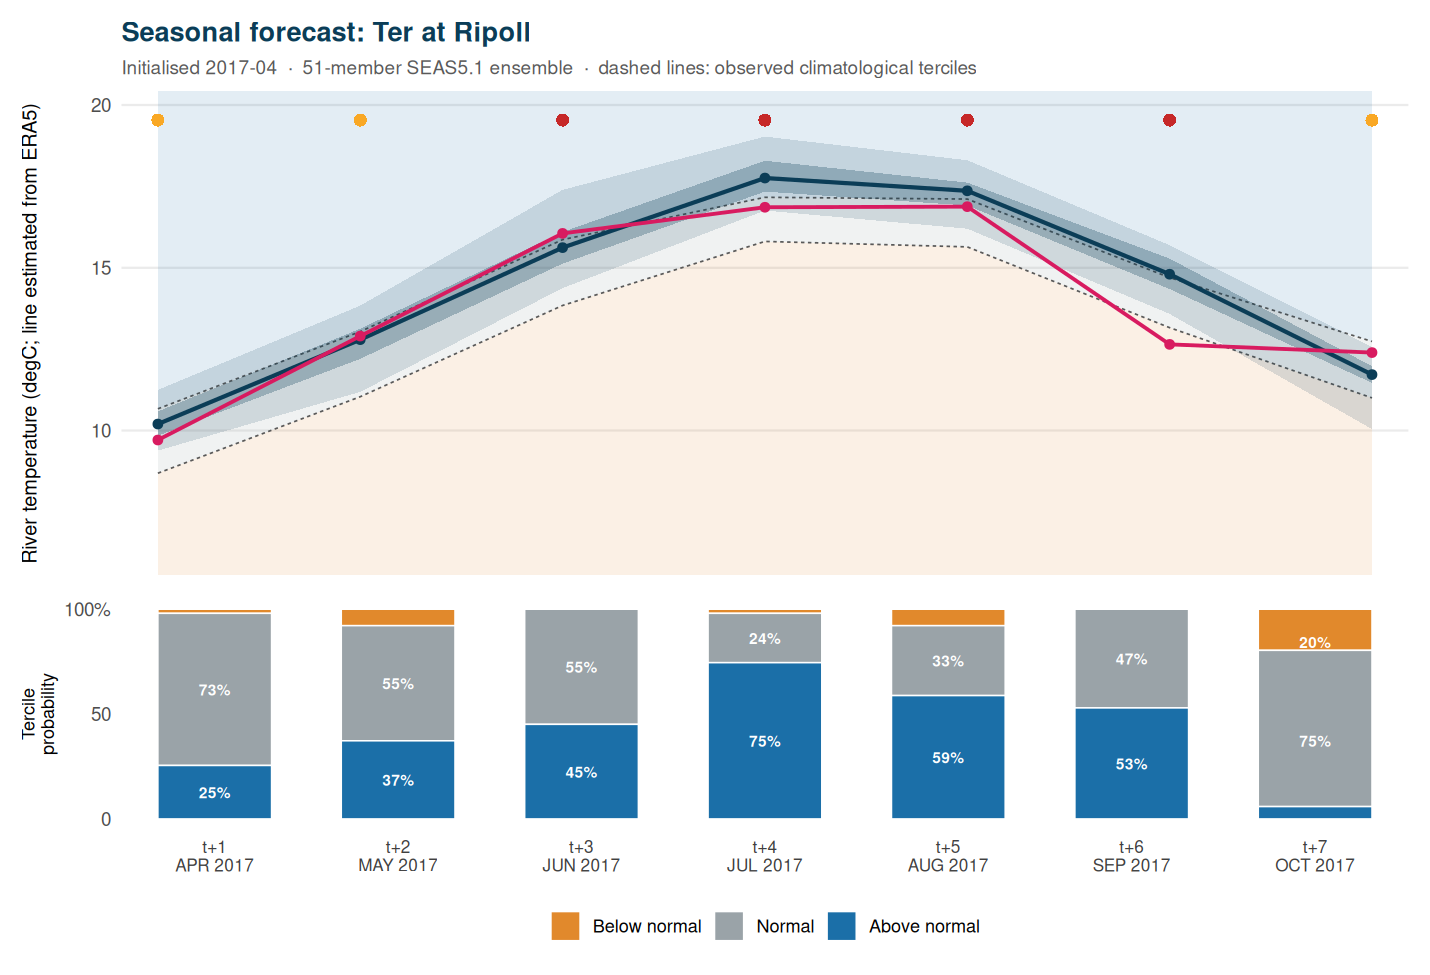 Seasonal forecast: Ter at Ripoll
Initialised 2017-04 · 51-member SEAS5.1 ensemble · dashed lines: observed climatological terciles
River temperature (degC; line estimated from ERA5)
20
15
10
Tercile
probability
100%
50
0
73%
25%
55%
37%
55%
45%
24%
75%
33%
59%
47%
53%
20%
75%
t+1
APR 2017
t+2
MAY 2017
t+3
JUN 2017
t+4
JUL 2017
t+5
AUG 2017
t+6
SEP 2017
t+7
OCT 2017
Below normal
Normal
Above normal